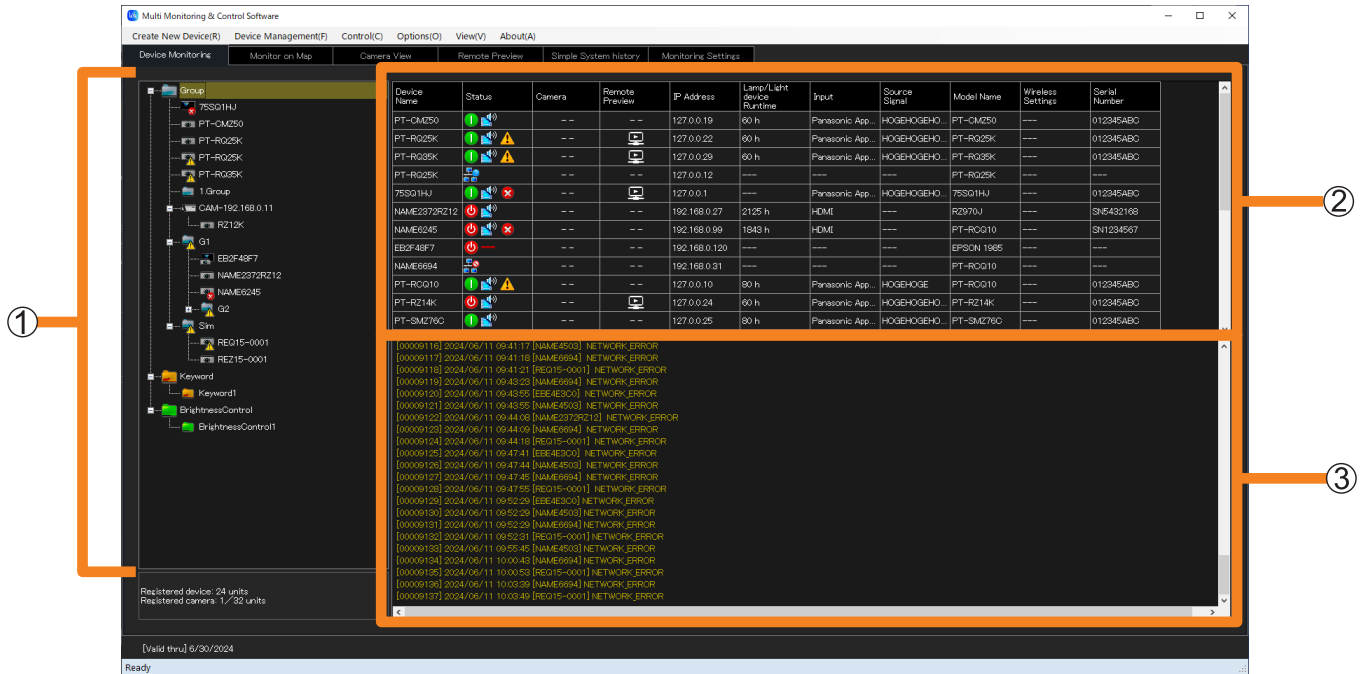 Multi Monitoring & Control Software
Create New Device(R) Device Management(F) Control(C) Options(O) View(V) About(A)
Device Monitoring Monitor on Map Camera View Remote Preview Simple System history Monitoring Settings
Group
75SQ1HJ
PT-CMZ50
PT-RQ25K
PT-RQ25K
PT-RQ35K
1.Group
CAM-192.168.0.11
RZ12K
G1
EB2F48F7
NAME2372RZ12
NAME6245
G2
Sim
REQ15-0001
REZ15-0001
Keyword
Keyword1
BrightnessControl
BrightnessControl1
Registered device: 24 units
Registered camera: 1/32 units
①
Device Name Status Camera Remote Preview IP Address Lamp/Light device Runtime Input Source Signal Model Name Wireless Settings Serial Number
PT-CMZ50 -- -- 127.0.0.19 60 h Panasonic App... HOGEHOGEHO... PT-CMZ50 --- 012345ABC
PT-RQ25K -- 127.0.0.22 60 h Panasonic App... HOGEHOGEHO... PT-RQ25K --- 012345ABC
PT-RQ35K -- 127.0.0.29 60 h Panasonic App... HOGEHOGEHO... PT-RQ35K --- 012345ABC
PT-RQ25K -- -- 127.0.0.12 --- --- --- PT-RQ25K --- ---
75SQ1HJ -- 127.0.0.1 --- Panasonic App... HOGEHOGEHO... 75SQ1HJ --- 012345ABC
NAME2372RZ12 -- -- 192.168.0.27 2125 h HDMI --- RZ970J --- SN5432168
NAME6245 -- -- 192.168.0.99 1843 h HDMI --- PT-RCQ10 --- SN1234567
EB2F48F7 -- -- 192.168.0.120 --- --- --- EPSON 1985 --- ---
NAME6694 -- -- 192.168.0.31 --- --- --- PT-RCQ10 --- ---
PT-RCQ10 -- -- 127.0.0.10 80 h Panasonic App... HOGEHOGE PT-RCQ10 --- 012345ABC
PT-RZ14K -- 127.0.0.24 60 h Panasonic App... HOGEHOGEHO... PT-RZ14K --- 012345ABC
PT-SMZ76C -- -- 127.0.0.25 80 h Panasonic App... HOGEHOGEHO... PT-SMZ76C --- 012345ABC
②
[00009116] 2024/06/11 09:41:17 [NAME4503] NETWORK_ERROR
[00009117] 2024/06/11 09:41:18 [NAME6694] NETWORK_ERROR
[00009118] 2024/06/11 09:41:21 [REQ15-0001] NETWORK_ERROR
[00009119] 2024/06/11 09:43:23 [NAME6694] NETWORK_ERROR
[00009120] 2024/06/11 09:43:55 [EBE4E3C0] NETWORK_ERROR
[00009121] 2024/06/11 09:43:55 [NAME4503] NETWORK_ERROR
[00009122] 2024/06/11 09:44:08 [NAME2372RZ12] NETWORK_ERROR
[00009123] 2024/06/11 09:44:09 [NAME6694] NETWORK_ERROR
[00009124] 2024/06/11 09:44:18 [REQ15-0001] NETWORK_ERROR
[00009125] 2024/06/11 09:47:41 [EBE4E3C0] NETWORK_ERROR
[00009126] 2024/06/11 09:47:44 [NAME4503] NETWORK_ERROR
[00009127] 2024/06/11 09:47:45 [NAME6694] NETWORK_ERROR
[00009128] 2024/06/11 09:47:55 [REQ15-0001] NETWORK_ERROR
[00009129] 2024/06/11 09:52:29 [EBE4E3C0] NETWORK_ERROR
[00009130] 2024/06/11 09:52:29 [NAME4503] NETWORK_ERROR
[00009131] 2024/06/11 09:52:29 [NAME6694] NETWORK_ERROR
[00009132] 2024/06/11 09:52:31 [REQ15-0001] NETWORK_ERROR
[00009133] 2024/06/11 09:55:45 [NAME4503] NETWORK_ERROR
[00009134] 2024/06/11 10:00:43 [NAME6694] NETWORK_ERROR
[00009135] 2024/06/11 10:00:53 [REQ15-0001] NETWORK_ERROR
[00009136] 2024/06/11 10:03:39 [NAME6694] NETWORK_ERROR
[00009137] 2024/06/11 10:03:49 [REQ15-0001] NETWORK_ERROR
③
[Valid thru] 6/30/2024
Ready